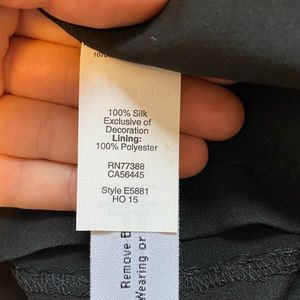 100% Silk
Exclusive of
Decoration
Lining:
100% Polyester
RN77388
CA56445
Style E5881
HO 15
Remove
Wearing or